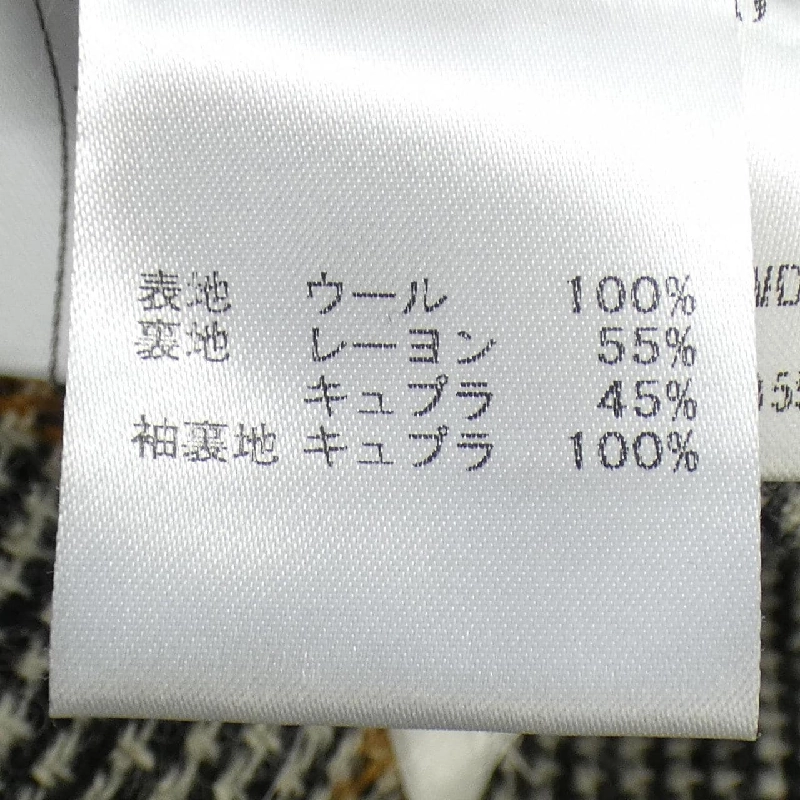 表地 ウール 100%
裏地 レーヨン 55%
キュプラ 45%
袖裏地 キュプラ 100%